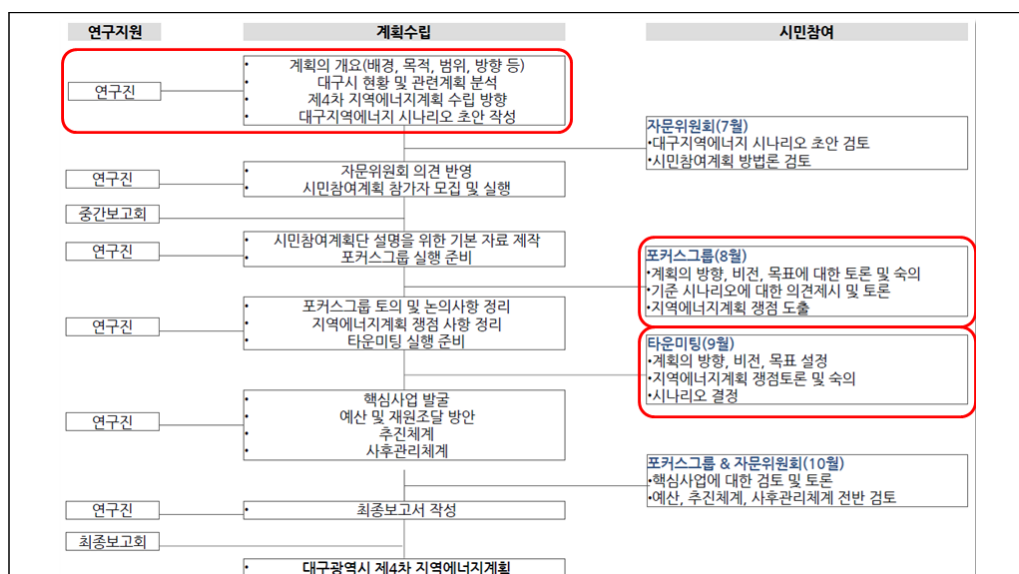 연구지원
계획수립
시민참여
연구진
• 계획의 개요(배경, 목적, 범위, 방향 등)
• 대구시 현황 및 관련계획 분석
• 제4차 지역에너지계획 수립 방향
• 대구지역에너지 시나리오 초안 작성
자문위원회(7월)
•대구지역에너지 시나리오 초안 검토
•시민참여계획 방법론 검토
연구진
• 자문위원회 의견 반영
• 시민참여계획 참가자 모집 및 실행
중간보고회
연구진
• 시민참여계획단 설명을 위한 기본 자료 제작
• 포커스그룹 실행 준비
포커스그룹(8월)
•계획의 방향, 비전, 목표에 대한 토론 및 숙의
•기준 시나리오에 대한 의견제시 및 토론
•지역에너지계획 쟁점 도출
연구진
• 포커스그룹 토의 및 논의사항 정리
• 지역에너지계획 쟁점 사항 정리
• 타운미팅 실행 준비
타운미팅(9월)
•계획의 방향, 비전, 목표 설정
•지역에너지계획 쟁점토론 및 숙의
•시나리오 결정
연구진
• 핵심사업 발굴
• 예산 및 재원조달 방안
• 추진체계
• 사후관리체계
포커스그룹 & 자문위원회(10월)
•핵심사업에 대한 검토 및 토론
•예산, 추진체계, 사후관리체계 전반 검토
연구진
• 최종보고서 작성
최종보고회
• 대구광역시 제4차 지역에너지계획